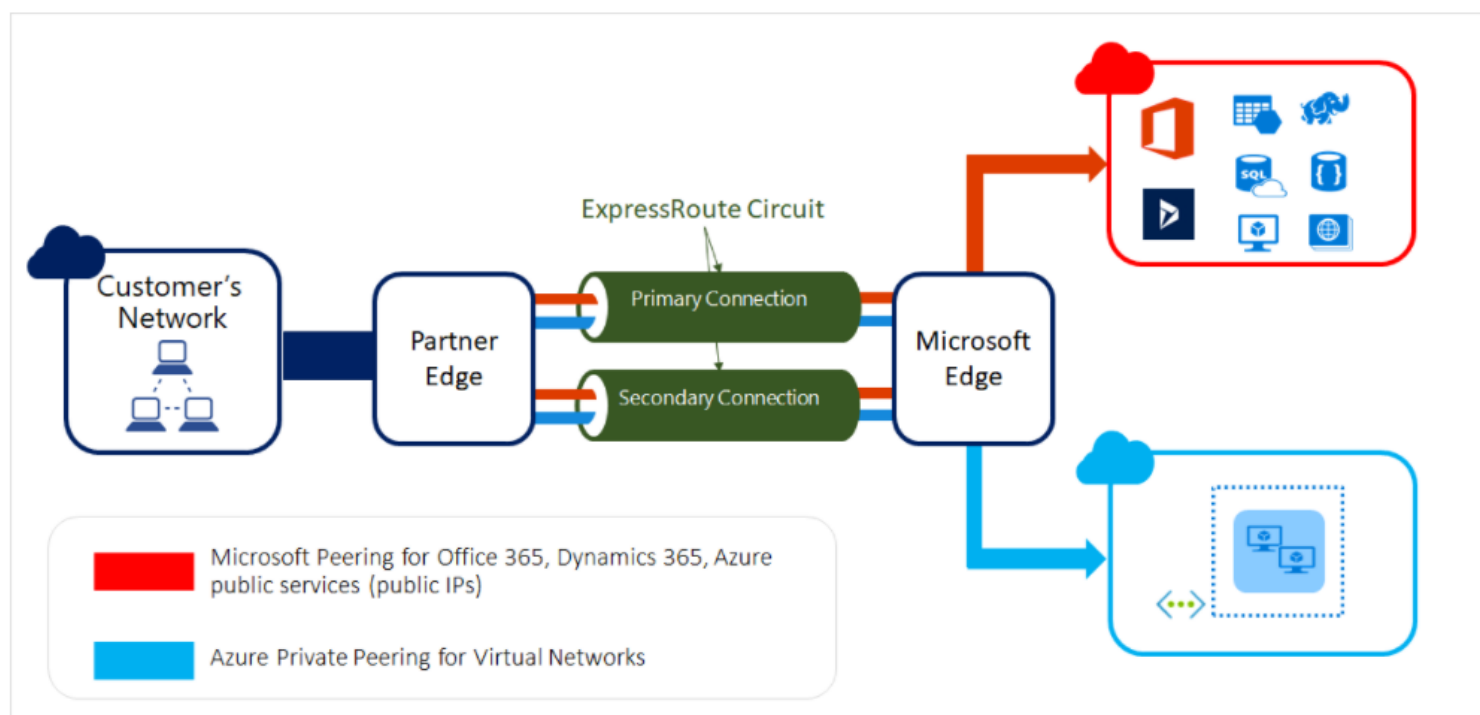 ExpressRoute Circuit
Customer's
Network
Partner
Edge
Primary Connection
Secondary Connection
Microsoft
Edge
SQL
Microsoft Peering for Office 365, Dynamics 365, Azure
public services (public IPs)
Azure Private Peering for Virtual Networks